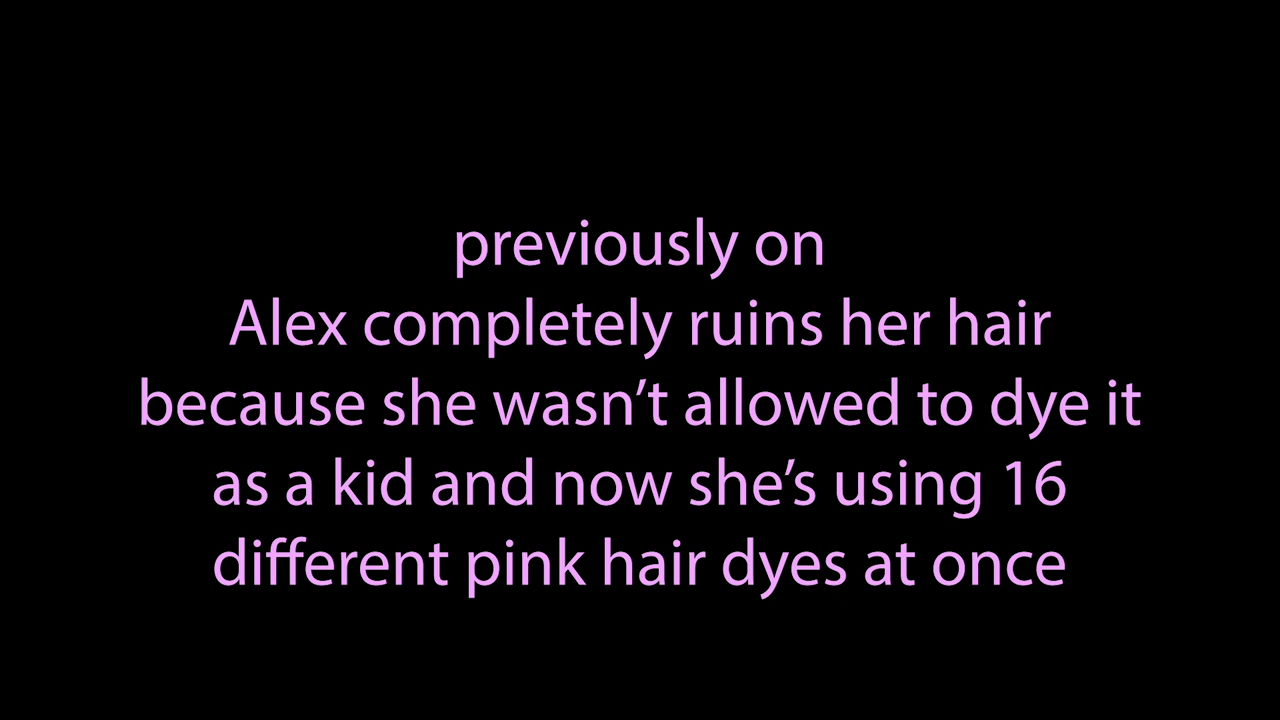 previously on
Alex completely ruins her hair
because she wasn’t allowed to dye it
as a kid and now she’s using 16
different pink hair dyes at once